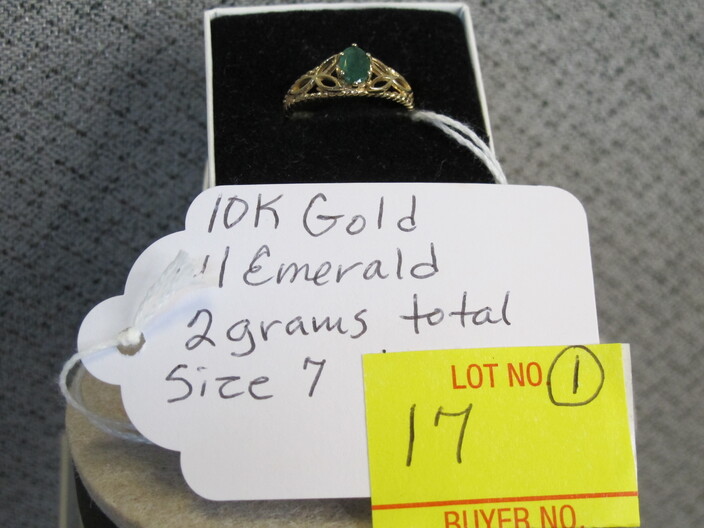 10K Gold
1 Emerald
2 grams total
Size 7
LOT NO. 1
17
BUYER NO.